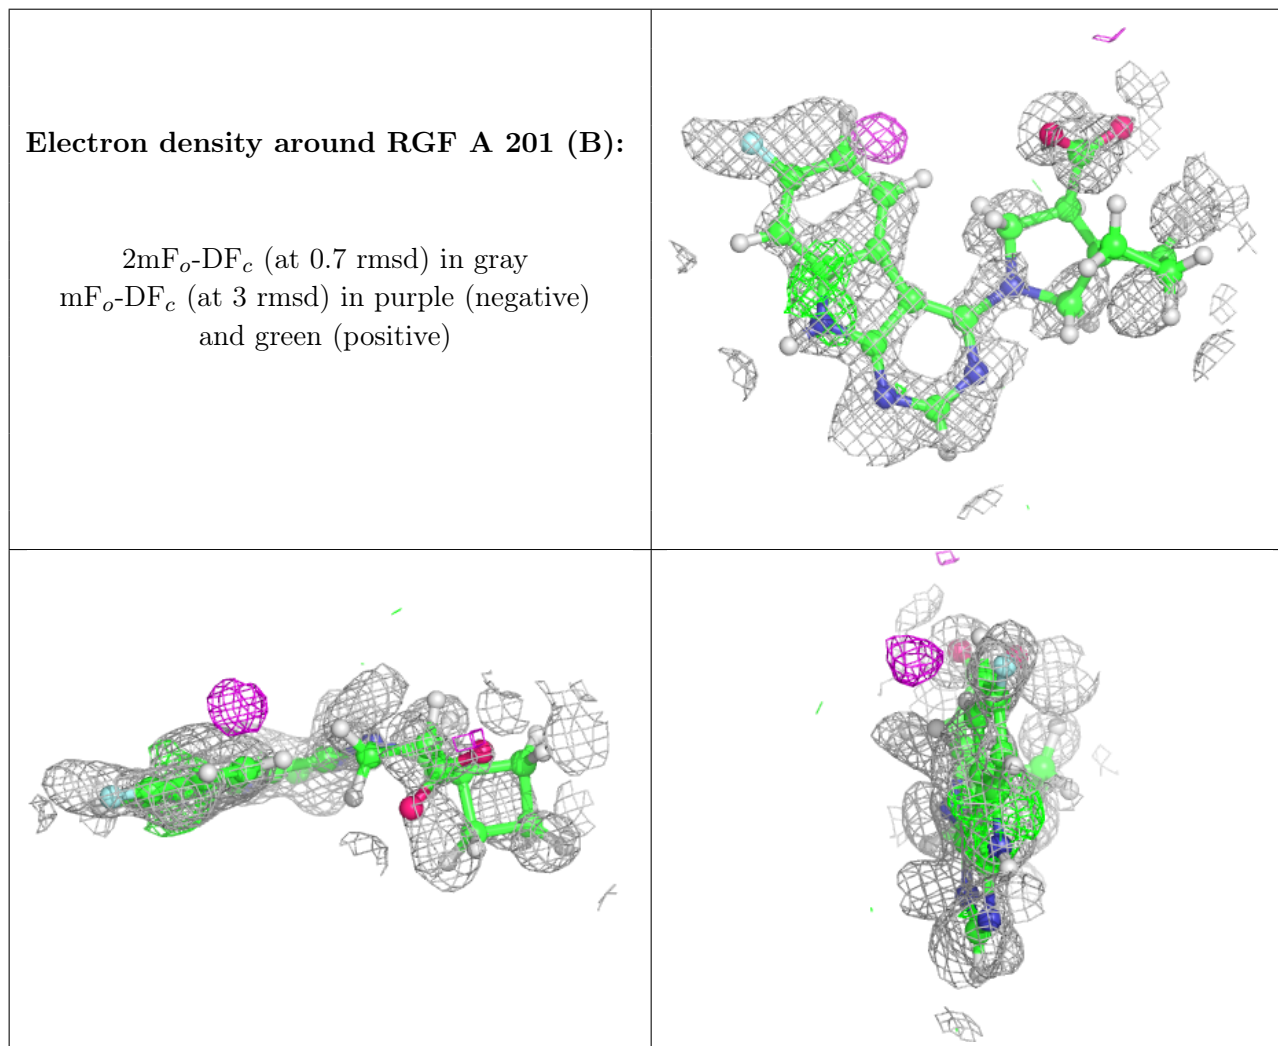 Electron density around RGF A 201 (B):
2mFo-DFc (at 0.7 rmsd) in gray
mFo-DFc (at 3 rmsd) in purple (negative)
and green (positive)